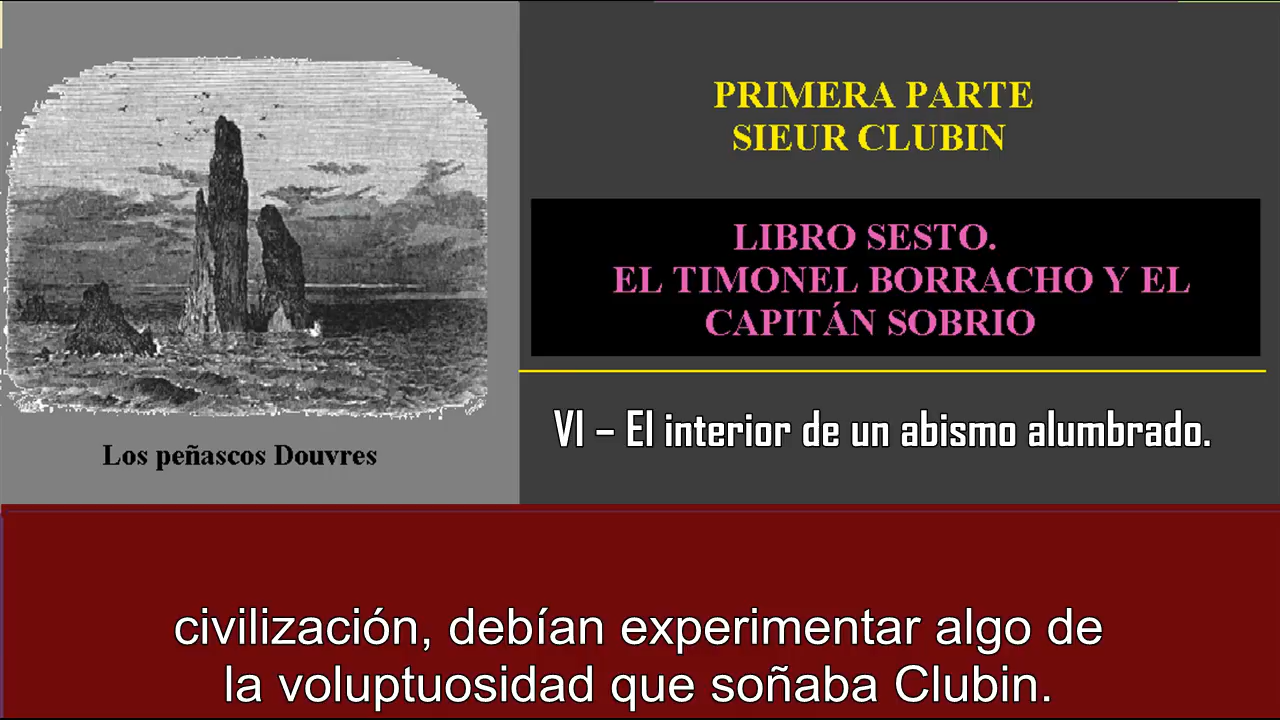 PRIMERA PARTE
SIEUR CLUBIN
LIBRO SESTO.
EL TIMONEL BORRACHO Y EL
CAPITÁN SOBRIO
VI – El interior de un abismo alumbrado.
Los peñascos Douvres
civilización, debían experimentar algo de
la voluptuosidad que soñaba Clubin.